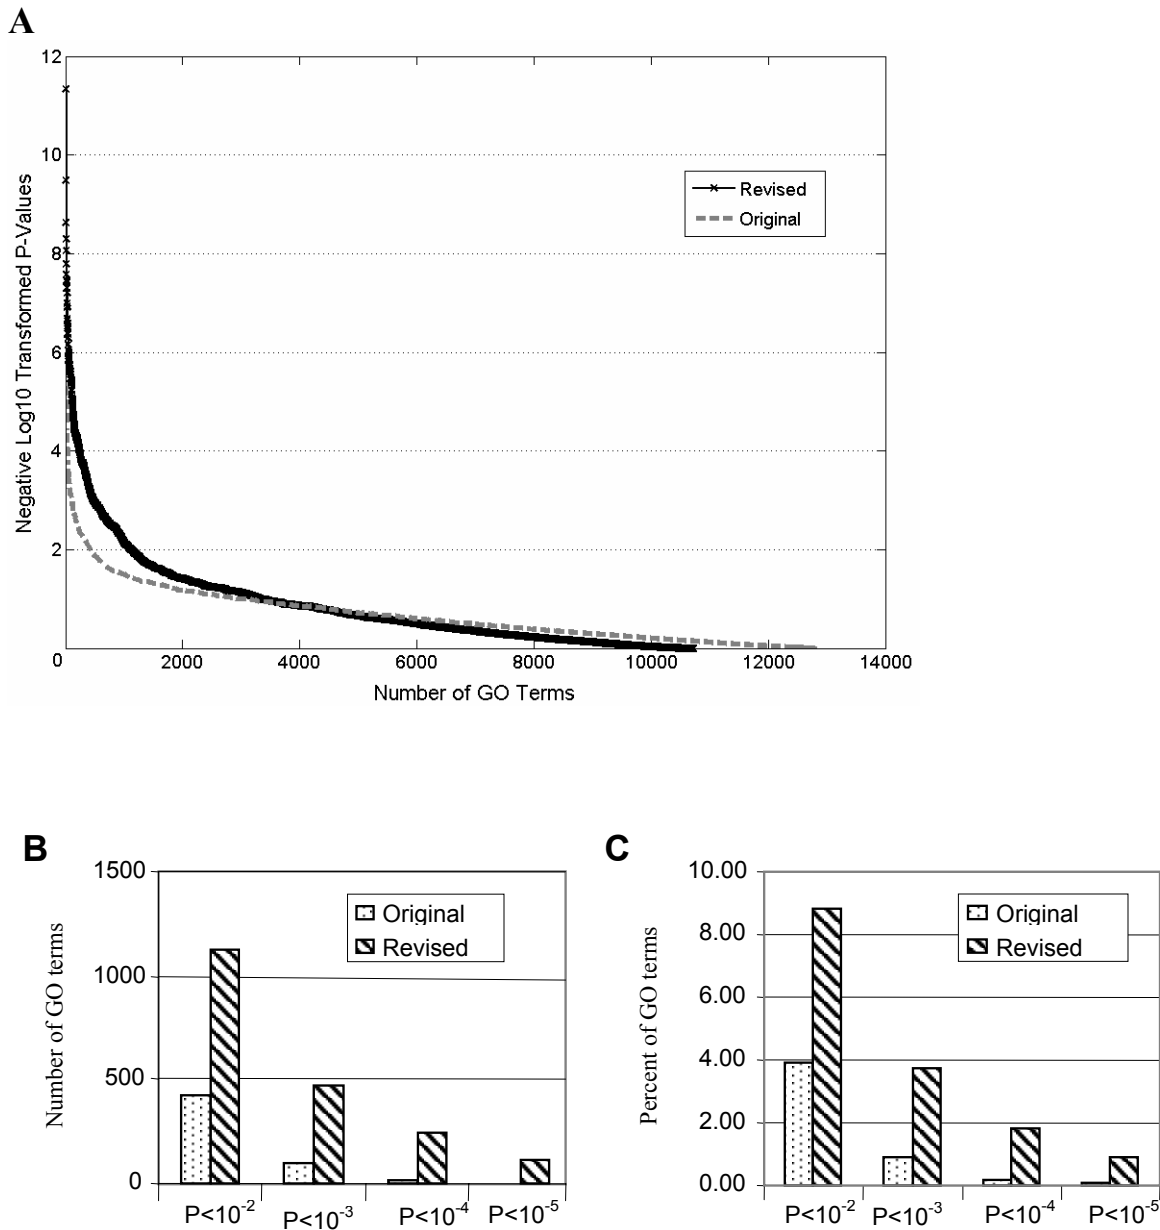 A
12
10
8
6
4
2
0
Negative Log10 Transformed P-Values
Revised
Original
0 2000 4000 6000 8000 10000 12000 14000
Number of GO Terms
B
1500
1000
500
0
Number of GO terms
Original
Revised
P<10-2 P<10-3 P<10-4 P<10-5
C
10.00
8.00
6.00
4.00
2.00
0.00
Percent of GO terms
Original
Revised
P<10-2 P<10-3 P<10-4 P<10-5